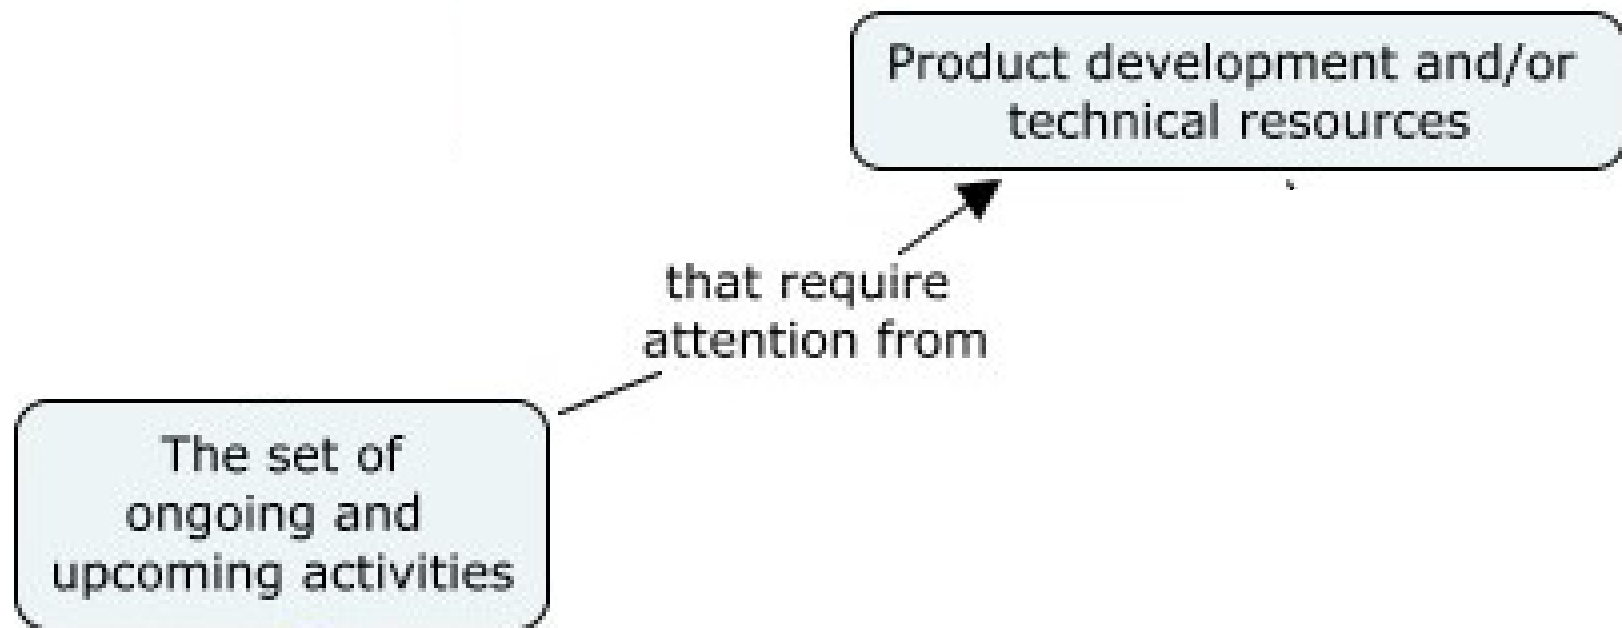 Product development and/or
technical resources
that require
attention from
The set of
ongoing and
upcoming activities